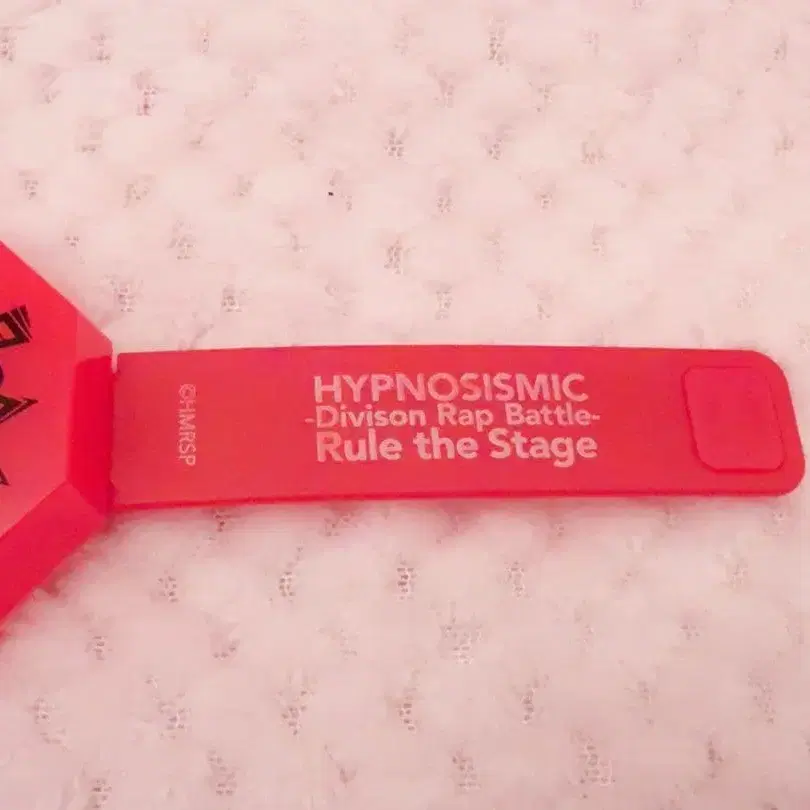 HYPNOSISMIC
-Divison Rap Battle-
Rule the Stage
©HMRSP